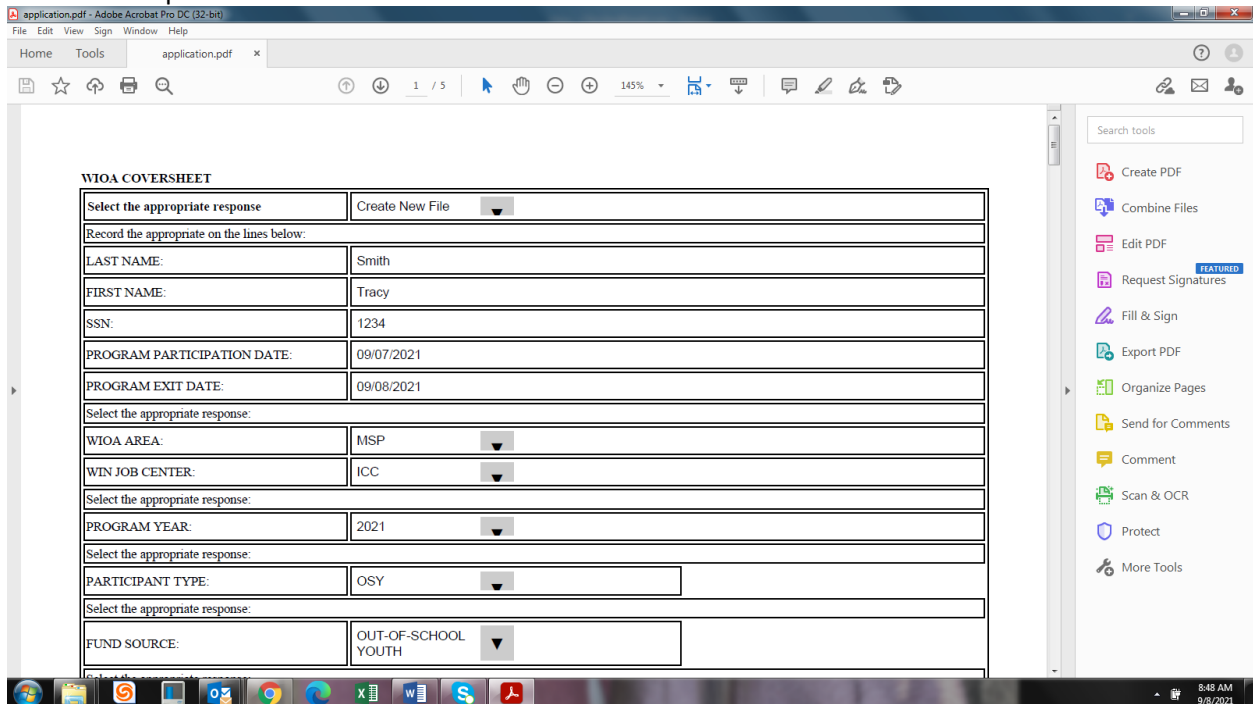 application.pdf - Adobe Acrobat Pro DC (32-bit)
File Edit View Sign Window Help
Home Tools application.pdf ×
1 / 5 145%
Search tools
WIOA COVERSHEET
Select the appropriate response Create New File
Record the appropriate on the lines below:
LAST NAME: Smith
FIRST NAME: Tracy
SSN: 1234
PROGRAM PARTICIPATION DATE: 09/07/2021
PROGRAM EXIT DATE: 09/08/2021
Select the appropriate response:
WIOA AREA: MSP
WIN JOB CENTER: ICC
Select the appropriate response:
PROGRAM YEAR: 2021
Select the appropriate response:
PARTICIPANT TYPE: OSY
Select the appropriate response:
FUND SOURCE: OUT-OF-SCHOOL
YOUTH
Create PDF
Combine Files
Edit PDF
FEATURED
Request Signatures
Fill & Sign
Export PDF
Organize Pages
Send for Comments
Comment
Scan & OCR
Protect
More Tools
8:48 AM
9/8/2021